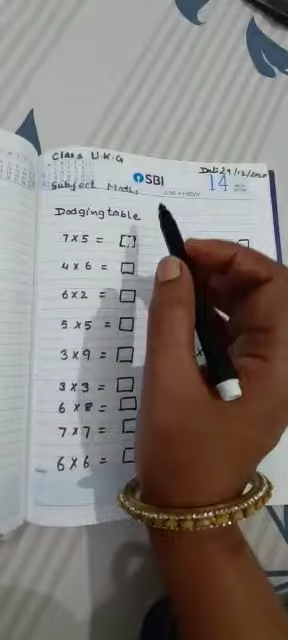 Class U.K.G
Date 29/12/2020
SBI
14
Subject Maths
Dodging table
7 x 5 =
4 x 6 =
6 x 2 =
5 x 5 =
3 x 9 =
3 x 3 =
6 x 8 =
7 x 7 =
6 x 6 =